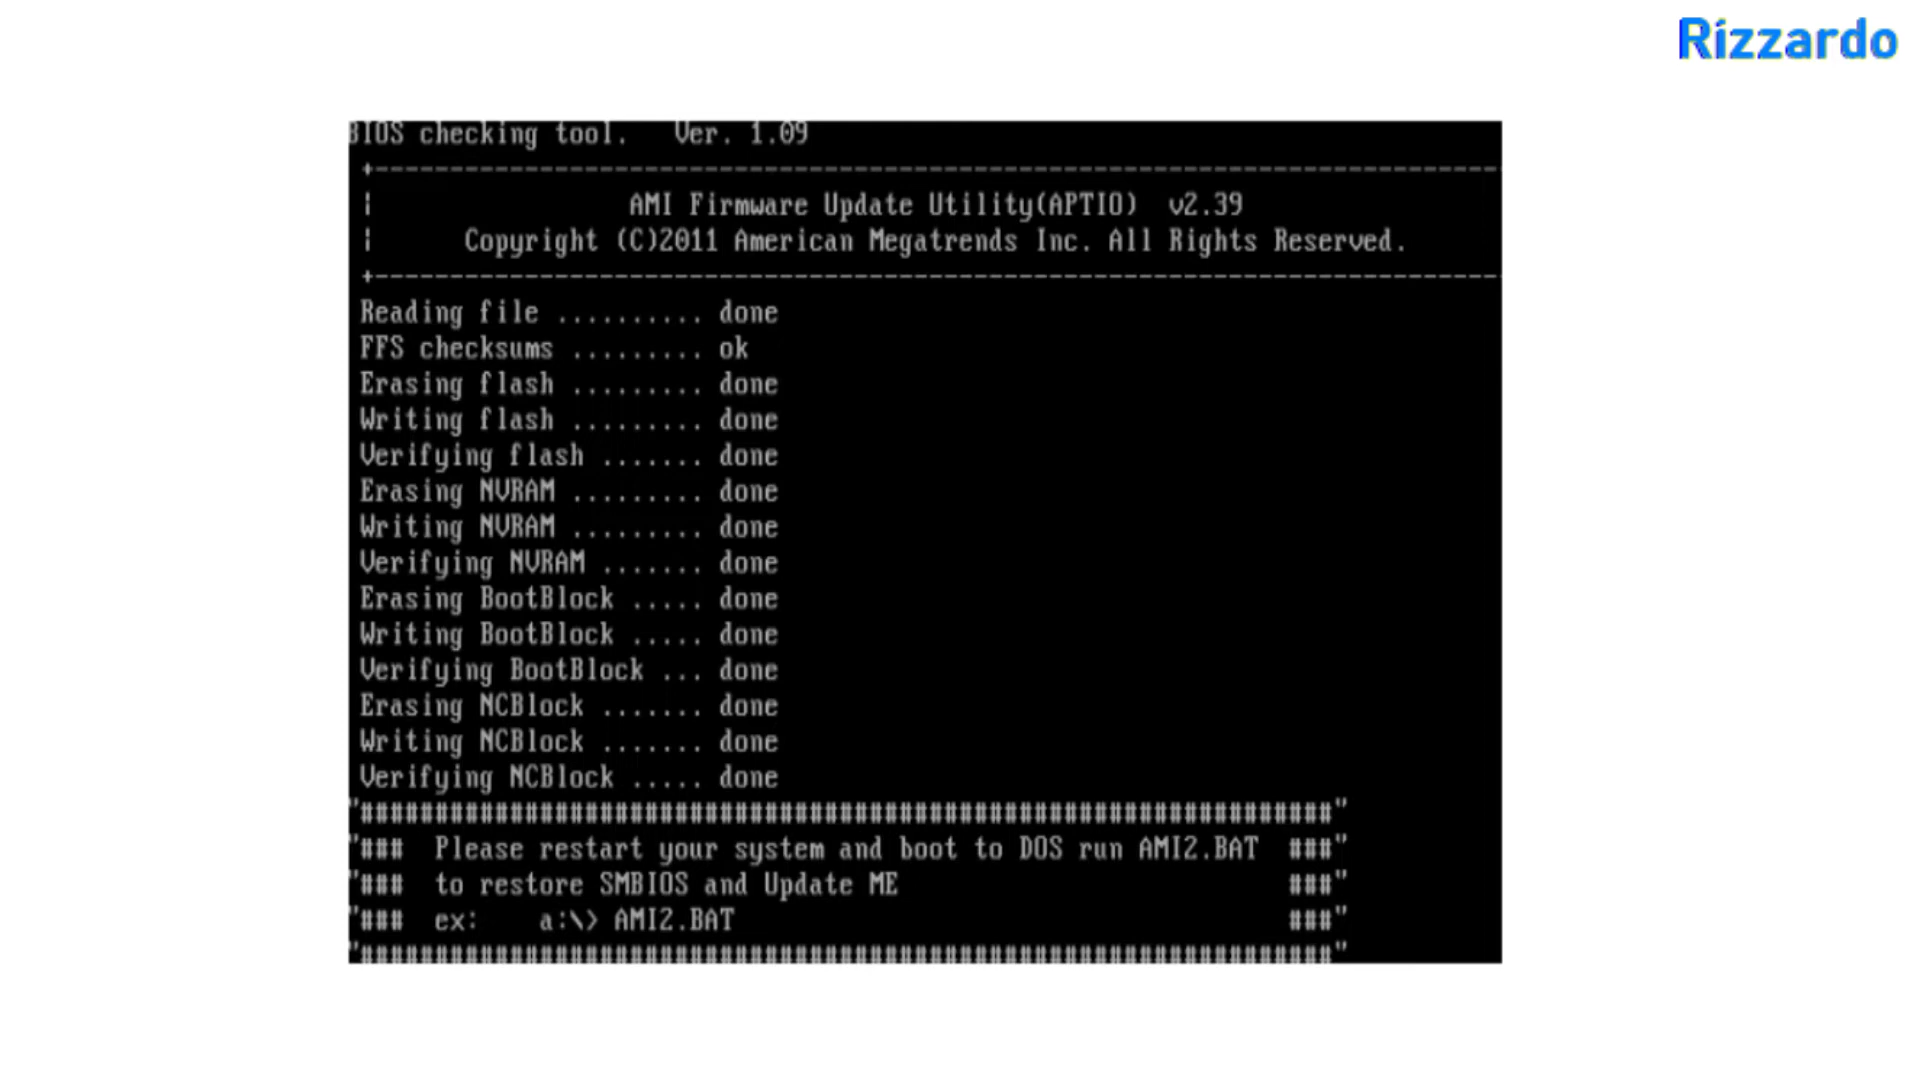 Rizzardo
BIOS checking tool.   Ver. 1.09
+---------------------------------------------------------------------------
|                 AMI Firmware Update Utility(APTIO)  v2.39
|      Copyright (C)2011 American Megatrends Inc. All Rights Reserved.
+---------------------------------------------------------------------------
Reading file .......... done
FFS checksums ......... ok
Erasing flash ......... done
Writing flash ......... done
Verifying flash ....... done
Erasing NVRAM ......... done
Writing NVRAM ......... done
Verifying NVRAM ....... done
Erasing BootBlock ..... done
Writing BootBlock ..... done
Verifying BootBlock ... done
Erasing NCBlock ....... done
Writing NCBlock ....... done
Verifying NCBlock ..... done
"#################################################################"
"###  Please restart your system and boot to DOS run AMI2.BAT  ###"
"###  to restore SMBIOS and Update ME                          ###"
"###  ex:    a:\> AMI2.BAT                                     ###"
"#################################################################"